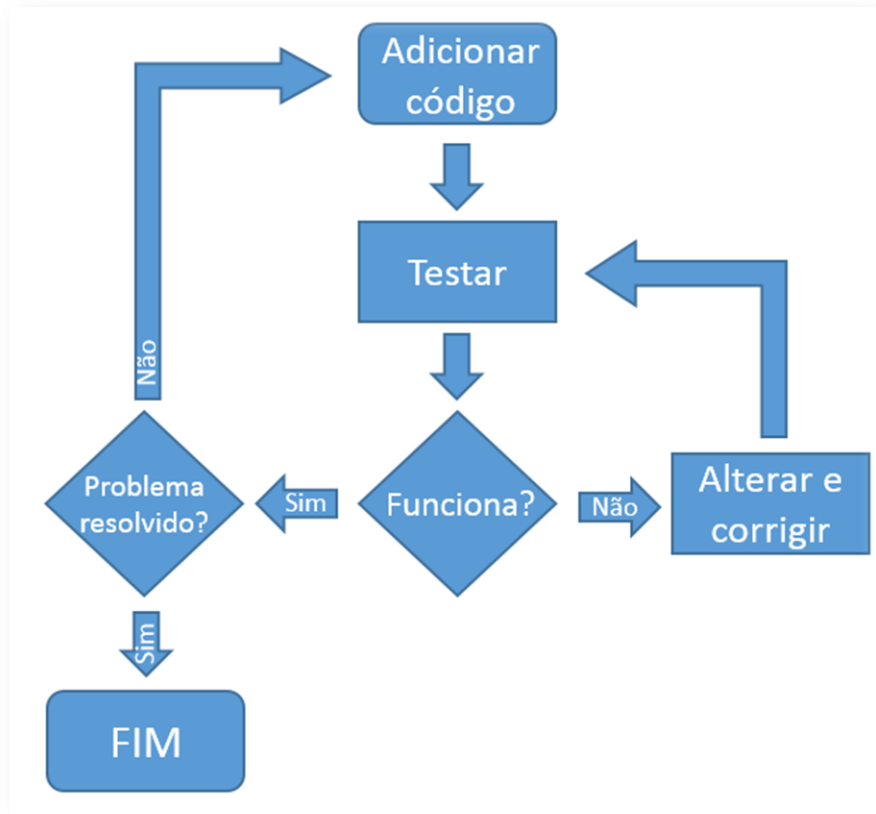 Adicionar
código
Testar
Funciona?
Sim
Não
Alterar e
corrigir
Problema
resolvido?
Não
Sim
FIM